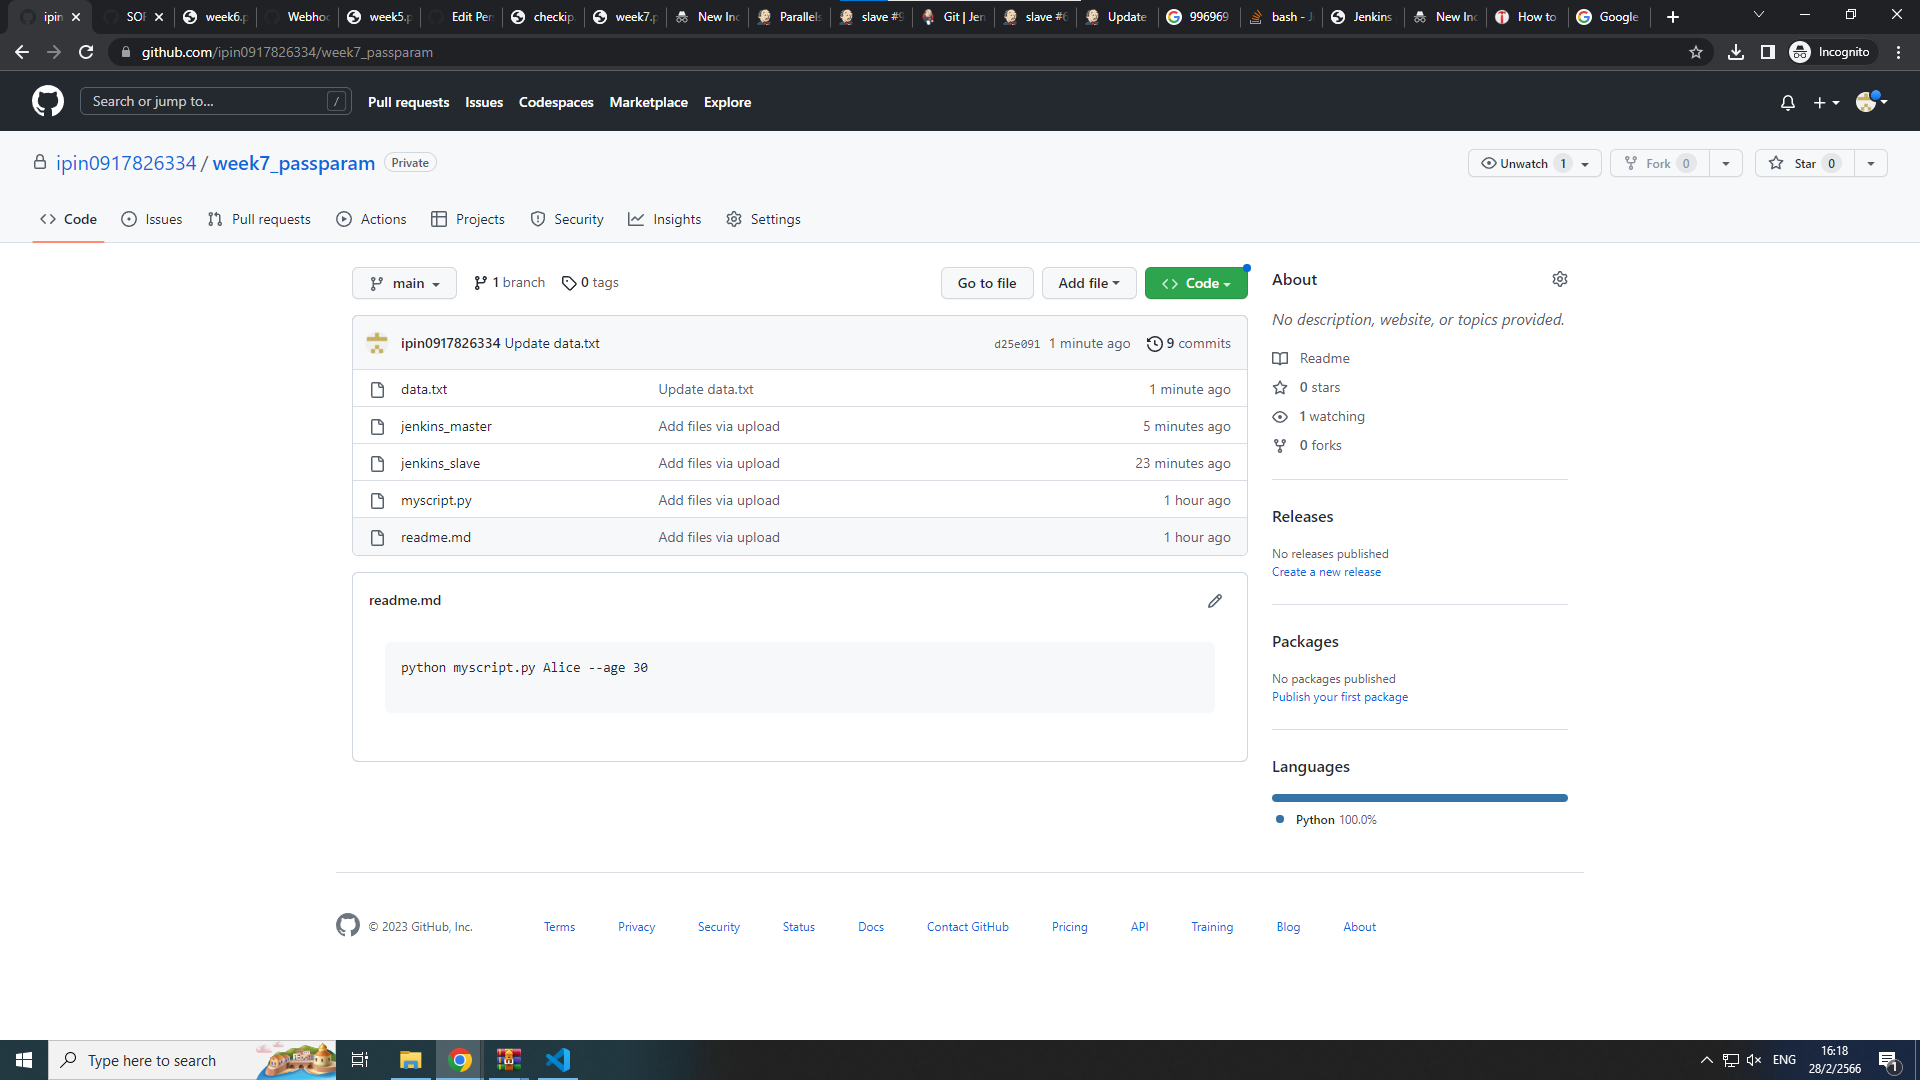 ipin
SOF
week6.p
Webhoo
week5.p
Edit Per
checkip.
week7.p
New Inc
Parallels
slave #9
Git | Jen
slave #6
Update
996969
bash - J
Jenkins
New Inc
How to
Google
github.com/ipin0917826334/week7_passparam
Incognito
Search or jump to... /
Pull requests Issues Codespaces Marketplace Explore
ipin0917826334 / week7_passparam Private
Unwatch 1 Fork 0 Star 0
Code Issues Pull requests Actions Projects Security Insights Settings
main 1 branch 0 tags Go to file Add file Code
ipin0917826334 Update data.txt d25e091 1 minute ago 9 commits
data.txt Update data.txt 1 minute ago
jenkins_master Add files via upload 5 minutes ago
jenkins_slave Add files via upload 23 minutes ago
myscript.py Add files via upload 1 hour ago
readme.md Add files via upload 1 hour ago
readme.md
python myscript.py Alice --age 30
About
No description, website, or topics provided.
Readme
0 stars
1 watching
0 forks
Releases
No releases published
Create a new release
Packages
No packages published
Publish your first package
Languages
Python 100.0%
© 2023 GitHub, Inc. Terms Privacy Security Status Docs Contact GitHub Pricing API Training Blog About
Type here to search
ENG
16:18
28/2/2566
1